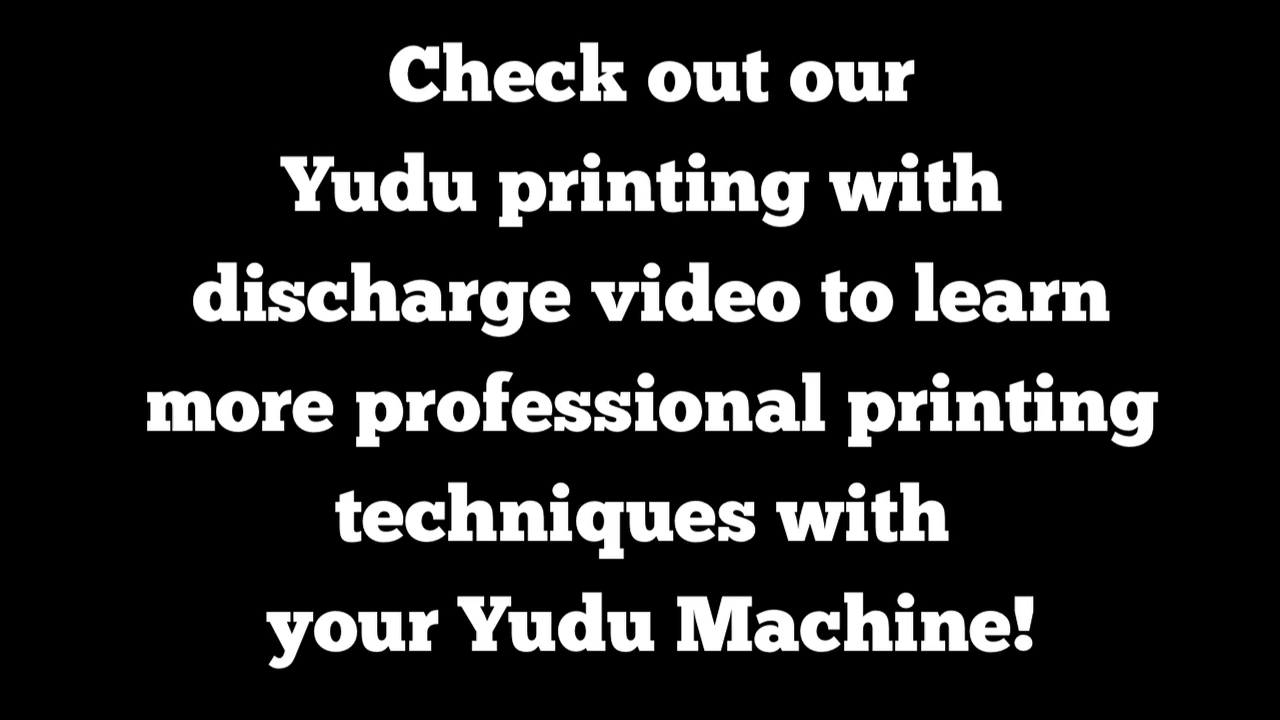 Check out our
Yudu printing with
discharge video to learn
more professional printing
techniques with
your Yudu Machine!